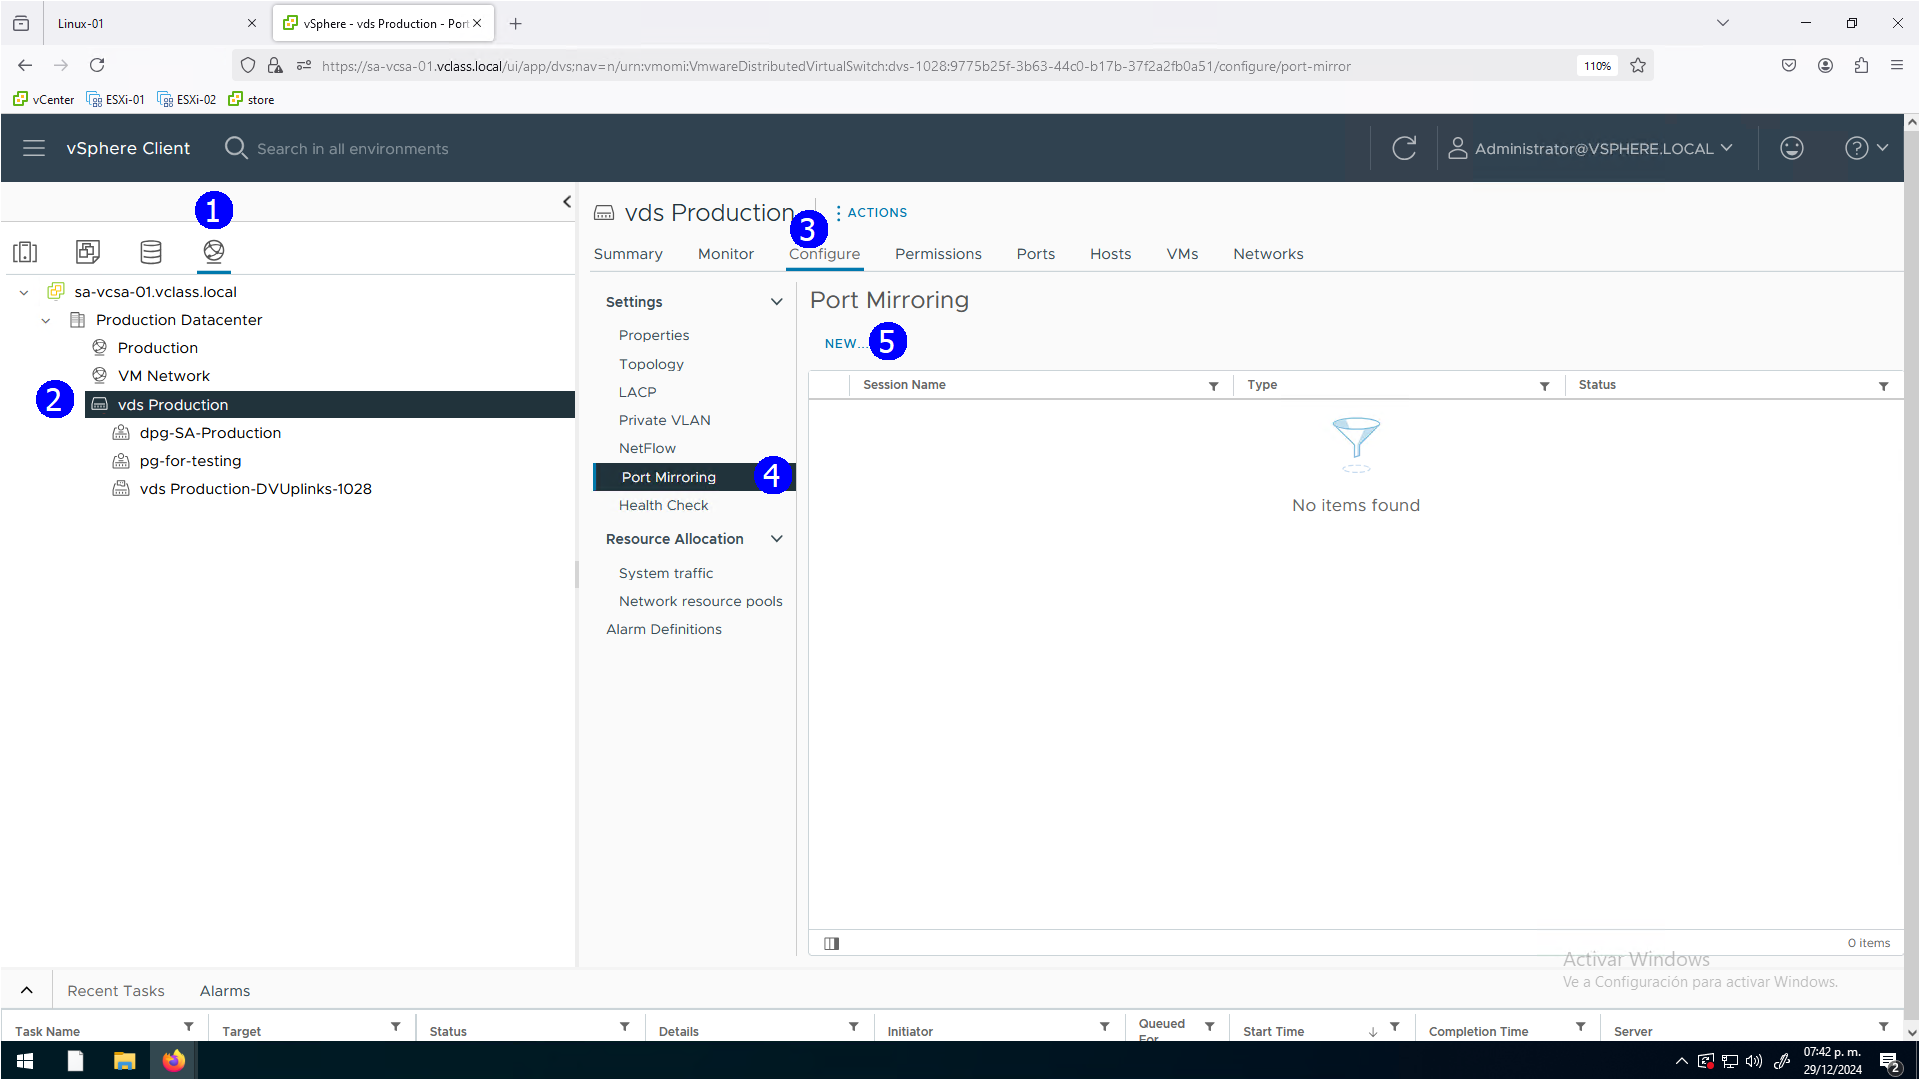 Linux-01
vSphere - vds Production - Port
https://sa-vcsa-01.vclass.local/ui/app/dvs;nav=n/urn:vmomi:VmwareDistributedVirtualSwitch:dvs-1028:9775b25f-3b63-44c0-b17b-37f2a2fb0a51/configure/port-mirror
110%
vCenter
ESXi-01
ESXi-02
store
vSphere Client
Search in all environments
Administrator@VSPHERE.LOCAL
1
vds Production
ACTIONS
3
Summary
Monitor
Configure
Permissions
Ports
Hosts
VMs
Networks
sa-vcsa-01.vclass.local
Production Datacenter
Production
VM Network
2
vds Production
dpg-SA-Production
pg-for-testing
vds Production-DVUplinks-1028
Settings
Properties
Topology
LACP
Private VLAN
NetFlow
Port Mirroring
4
Health Check
Resource Allocation
System traffic
Network resource pools
Alarm Definitions
Port Mirroring
NEW...
5
Session Name
Type
Status
No items found
0 items
Activar Windows
Ve a Configuración para activar Windows.
Recent Tasks
Alarms
Task Name
Target
Status
Details
Initiator
Queued For
Start Time
Completion Time
Server
07:42 p. m.
29/12/2024
2